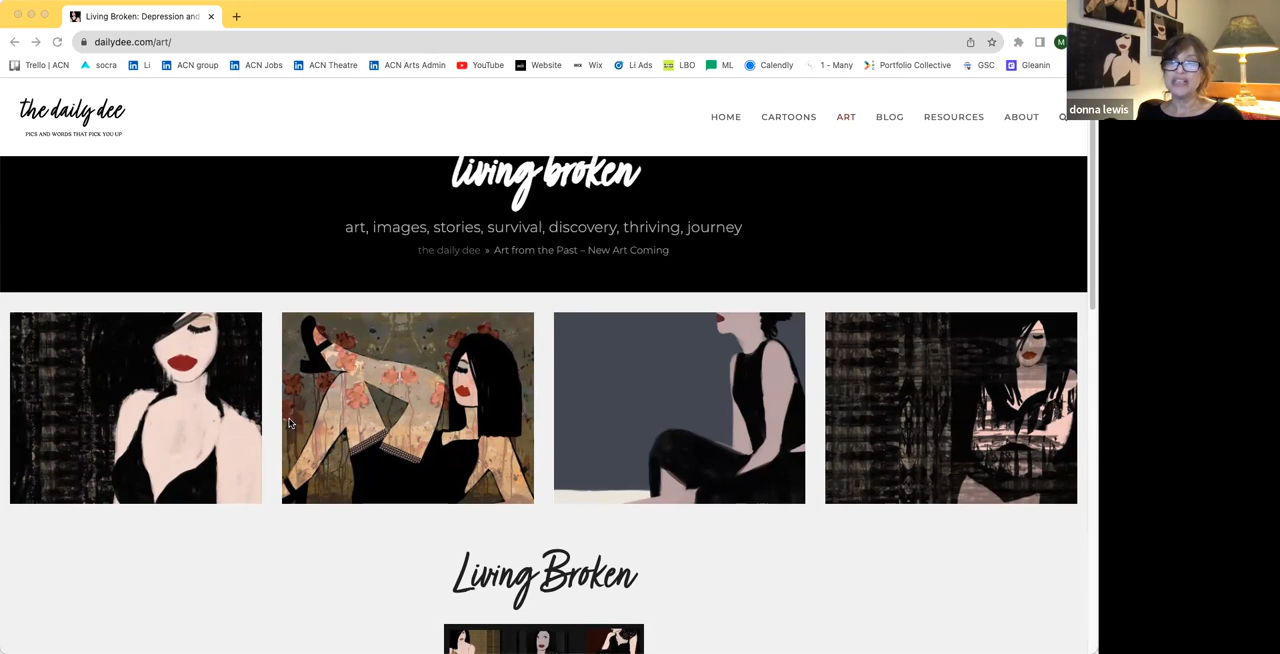 Living Broken: Depression and
dailydee.com/art/
M
Trello | ACN socra Li ACN group ACN Jobs ACN Theatre ACN Arts Admin YouTube Website Wix Li Ads LBO ML Calendly 1 - Many Portfolio Collective GSC Gleanin
donna lewis
the daily dee
PICS AND WORDS THAT PICK YOU UP
HOME CARTOONS ART BLOG RESOURCES ABOUT
living broken
art, images, stories, survival, discovery, thriving, journey
the daily dee » Art from the Past – New Art Coming
Living Broken